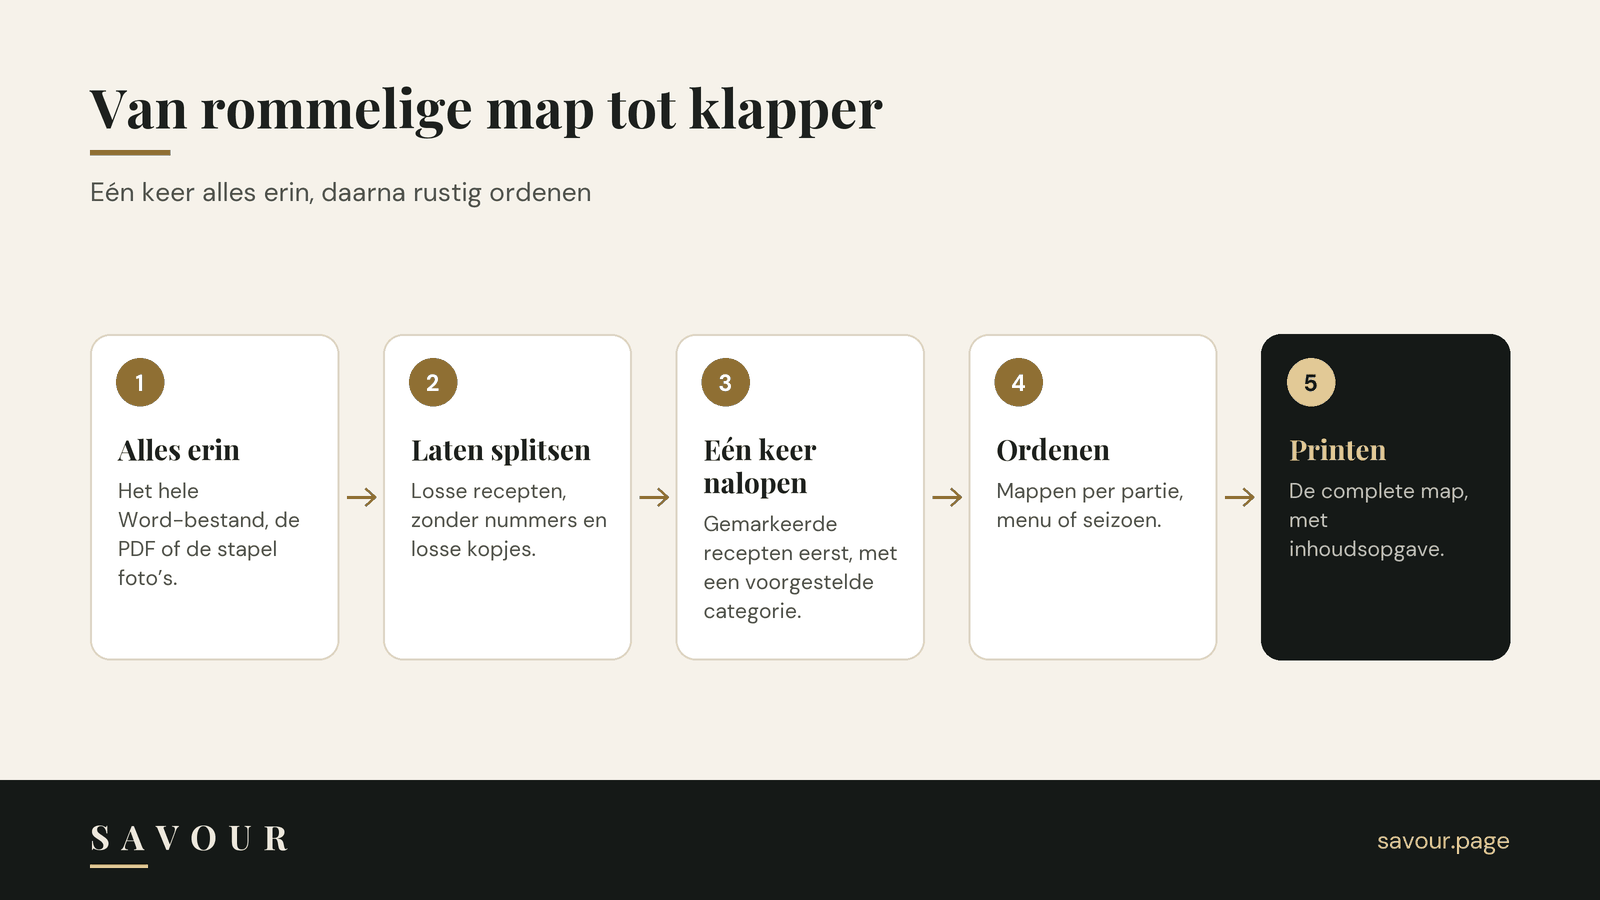 Van rommelige map tot klapper
Eén keer alles erin, daarna rustig ordenen
1
Alles erin
Het hele
Word-bestand, de
PDF of de stapel
foto's.
2
Laten splitsen
Losse recepten,
zonder nummers en
losse kopjes.
3
Eén keer
nalopen
Gemarkeerde
recepten eerst, met
een voorgestelde
categorie.
4
Ordenen
Mappen per partie,
menu of seizoen.
5
Printen
De complete map,
met
inhoudsopgave.
SAVOUR
savour.page